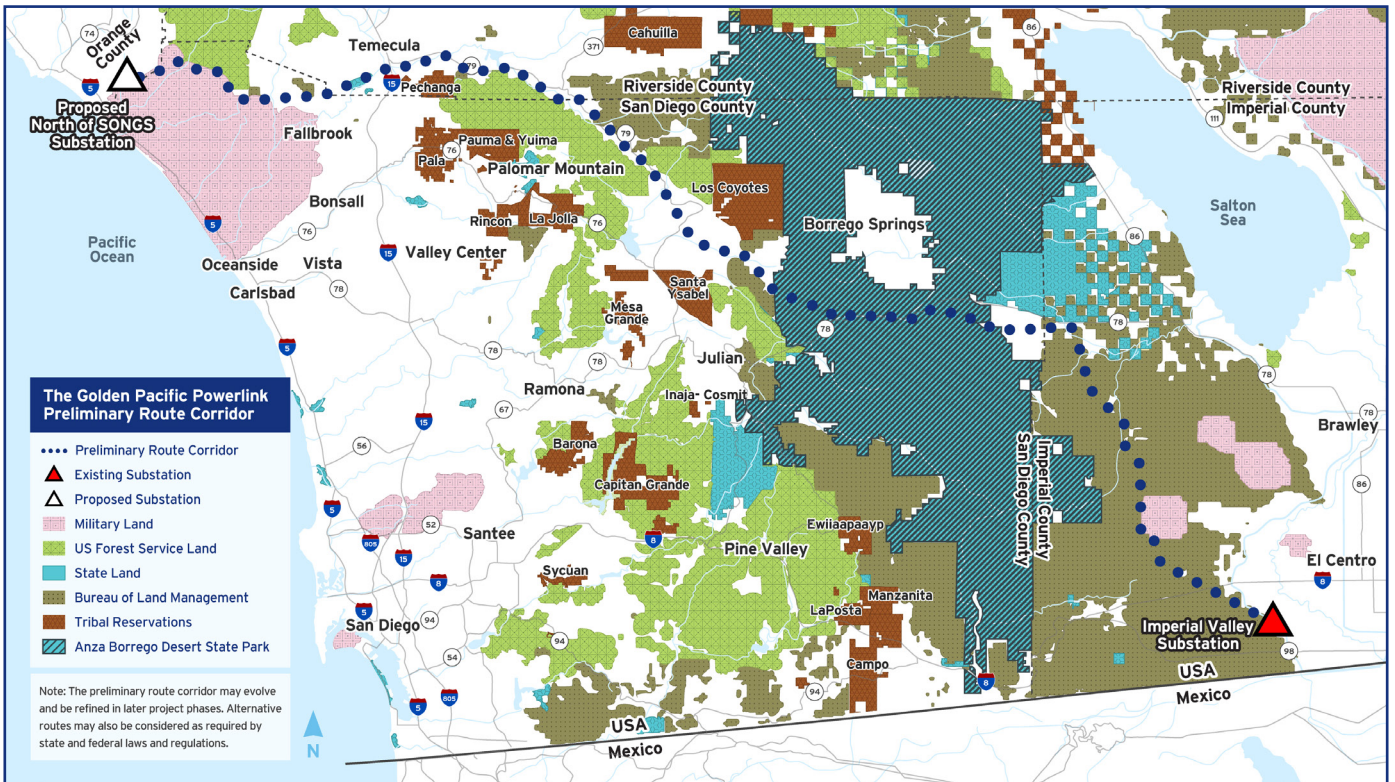 74
Orange
County
Temecula
371
Cahuilla
86
5
15
79
Pechanga
Riverside County
San Diego County
Riverside County
Imperial County
111
Proposed
North of SONGS
Substation
Fallbrook
79
Pauma & Yuima
Pala
76
Palomar Mountain
Los Coyotes
Bonsall
Rincon
La Jolla
76
5
76
Borrego Springs
Salton
Sea
Pacific
Ocean
15
Valley Center
86
Oceanside
Vista
Carlsbad
78
Santa
Ysabel
Mesa
Grande
78
78
5
78
78
Julian
78
The Golden Pacific Powerlink
Preliminary Route Corridor
Preliminary Route Corridor
Existing Substation
Proposed Substation
Military Land
US Forest Service Land
State Land
Bureau of Land Management
Tribal Reservations
Anza Borrego Desert State Park
Note: The preliminary route corridor may evolve
and be refined in later project phases. Alternative
routes may also be considered as required by
state and federal laws and regulations.
N
Ramona
Inaja- Cosmit
67
15
78
Brawley
56
Barona
Imperial County
San Diego County
Capitan Grande
86
5
52
Santee
Ewiiaapaayp
805
8
15
Pine Valley
El Centro
8
Sycuan
8
5
Manzanita
LaPosta
San Diego
94
94
Imperial Valley
Substation
54
Campo
98
8
94
5
805
USA
Mexico
USA
Mexico